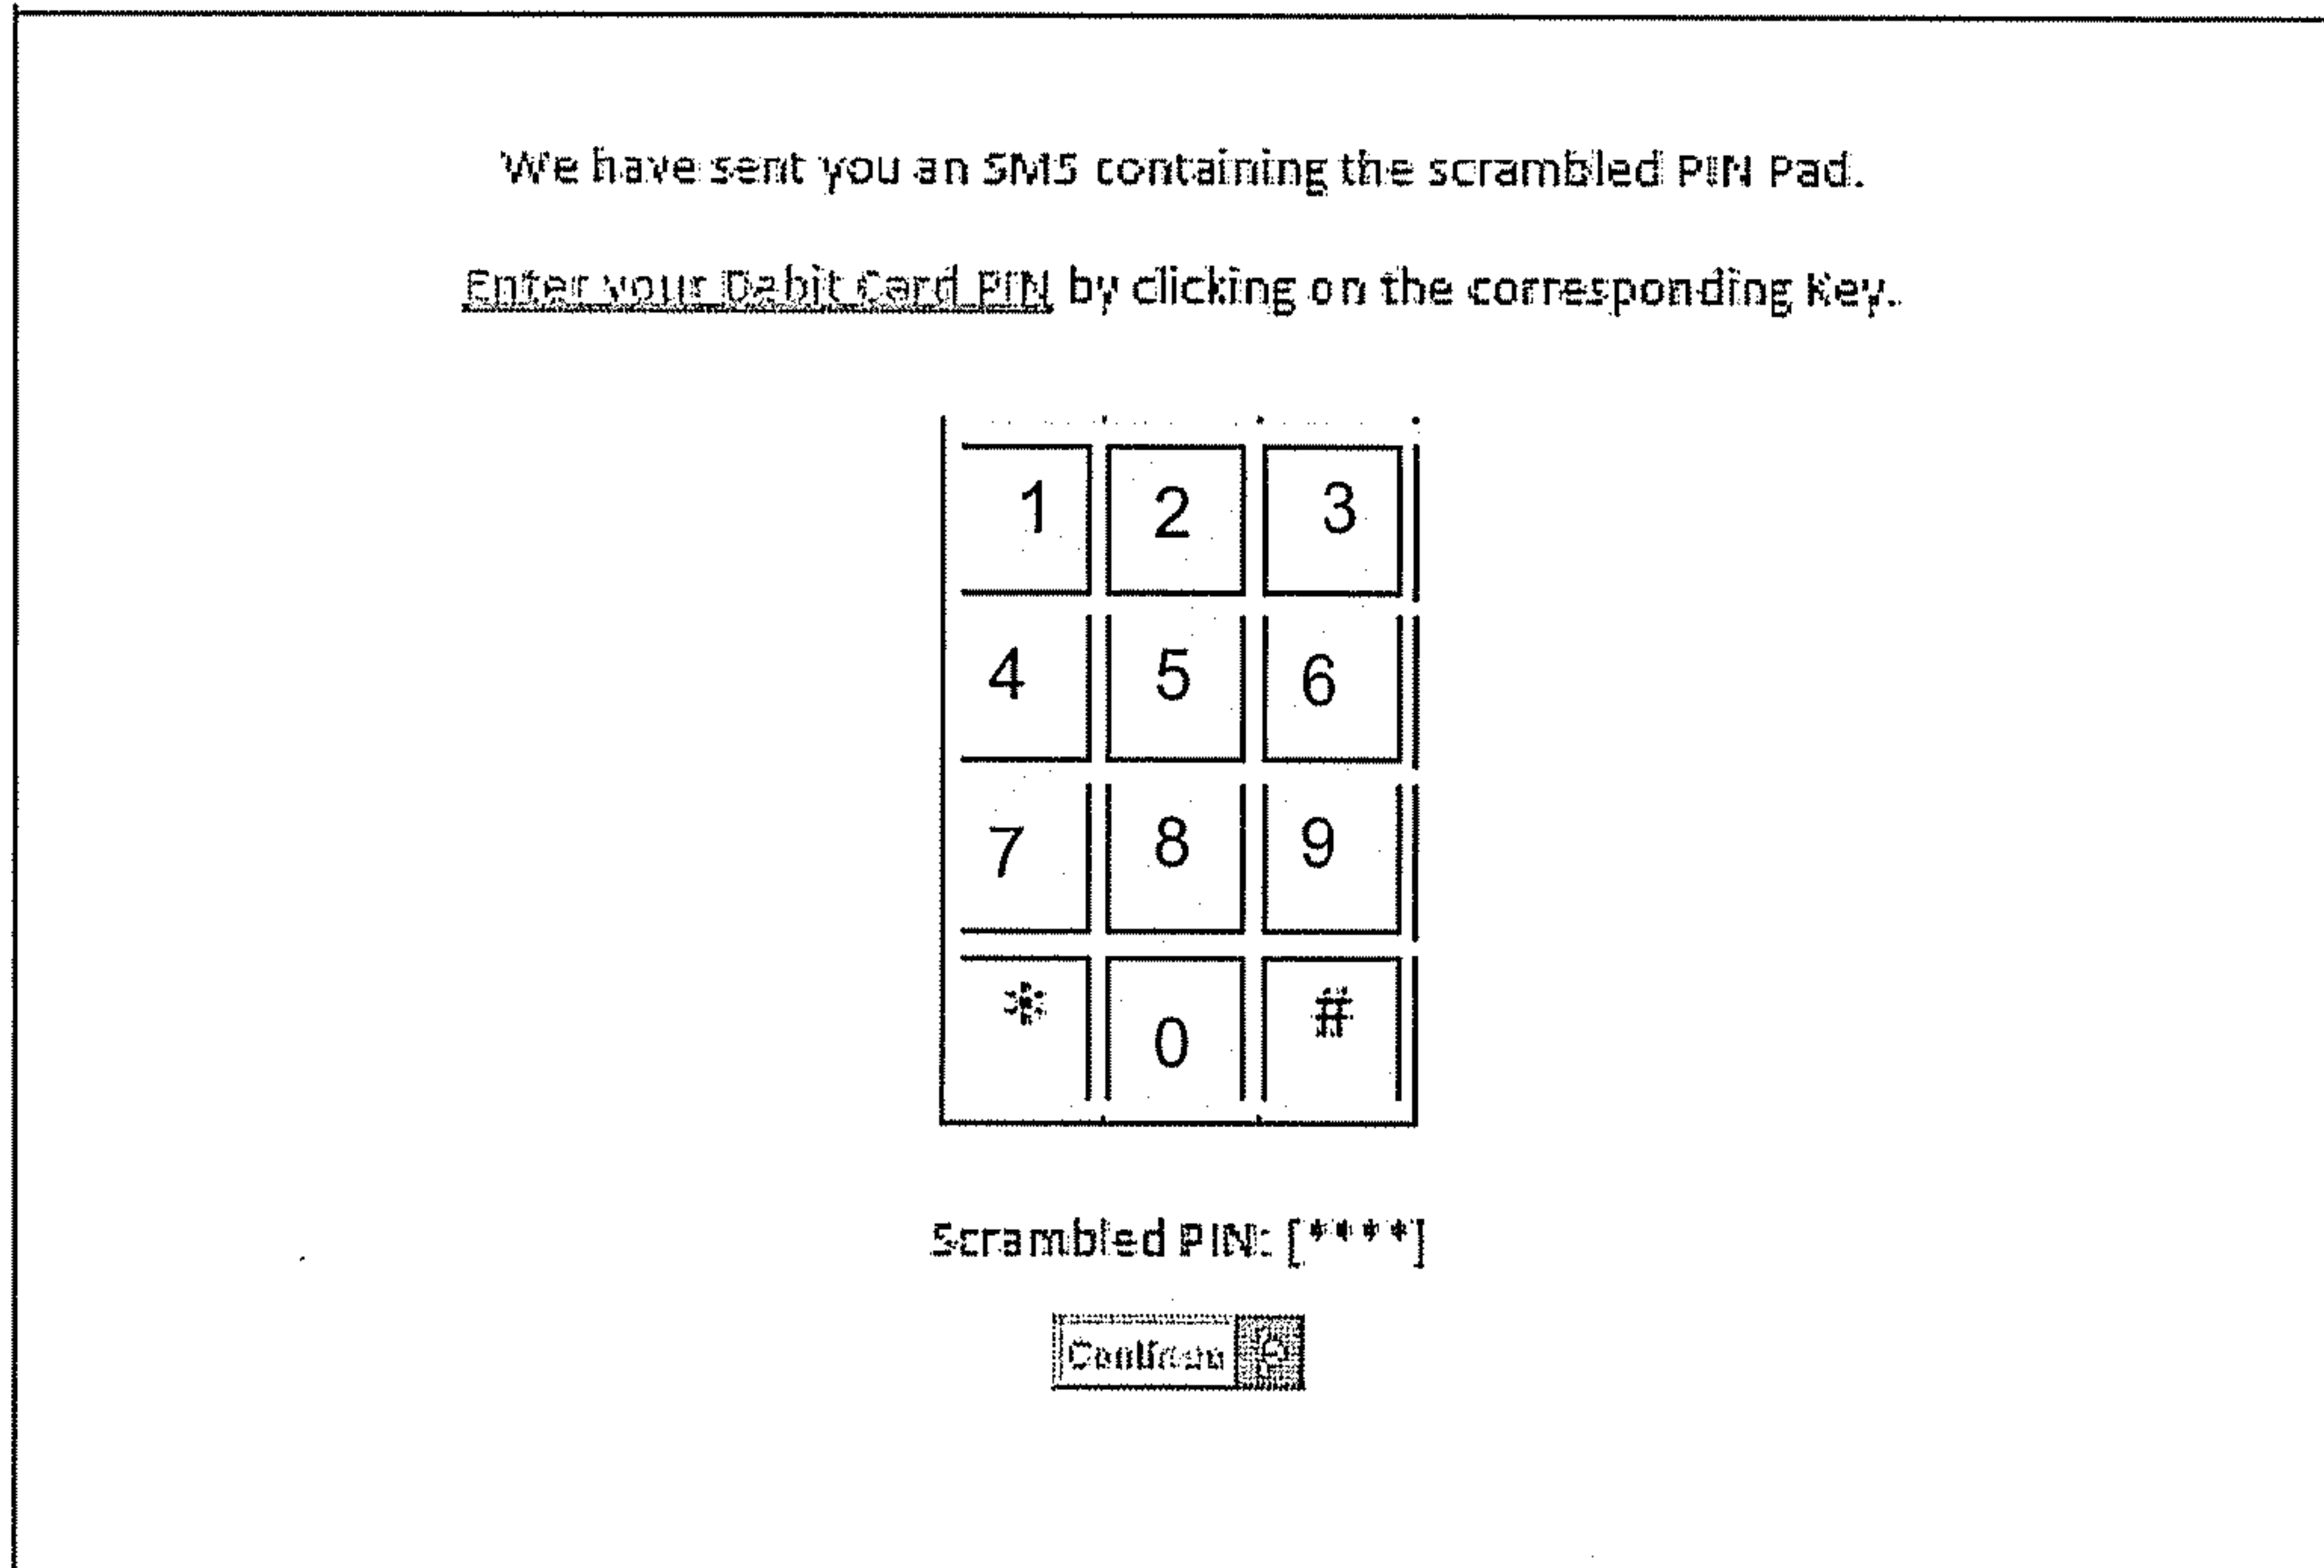 We have sent you an SMS containing the scrambled PIN Pad.
Enter your Debit Card PIN by clicking on the corresponding Key.
1 2 3
4 5 6
7 8 9
* 0 #
Scrambled PIN: [****]